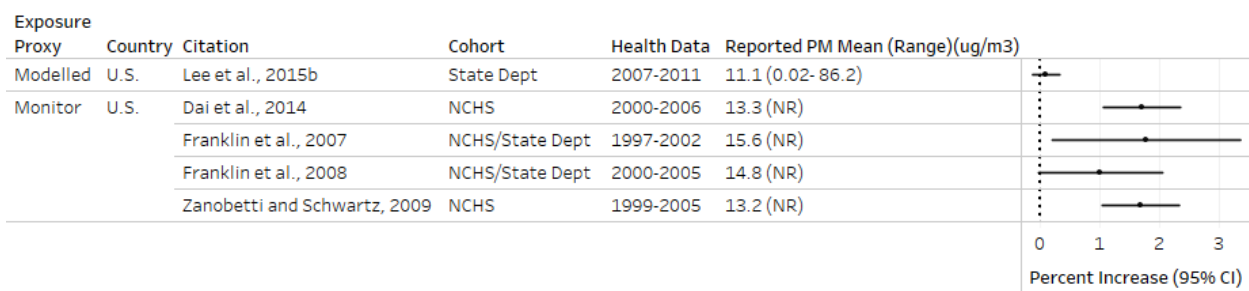 Exposure
Proxy Country Citation Cohort Health Data Reported PM Mean (Range)(ug/m3)
Modelled U.S. Lee et al., 2015b State Dept 2007-2011 11.1 (0.02- 86.2)
Monitor U.S. Dai et al., 2014 NCHS 2000-2006 13.3 (NR)
Franklin et al., 2007 NCHS/State Dept 1997-2002 15.6 (NR)
Franklin et al., 2008 NCHS/State Dept 2000-2005 14.8 (NR)
Zanobetti and Schwartz, 2009 NCHS 1999-2005 13.2 (NR)
0 1 2 3
Percent Increase (95% CI)